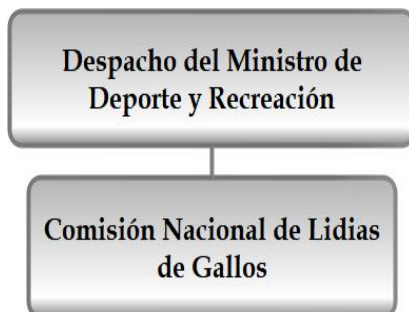 Despacho del Ministro de
Deporte y Recreación
Comisión Nacional de Lidias
de Gallos